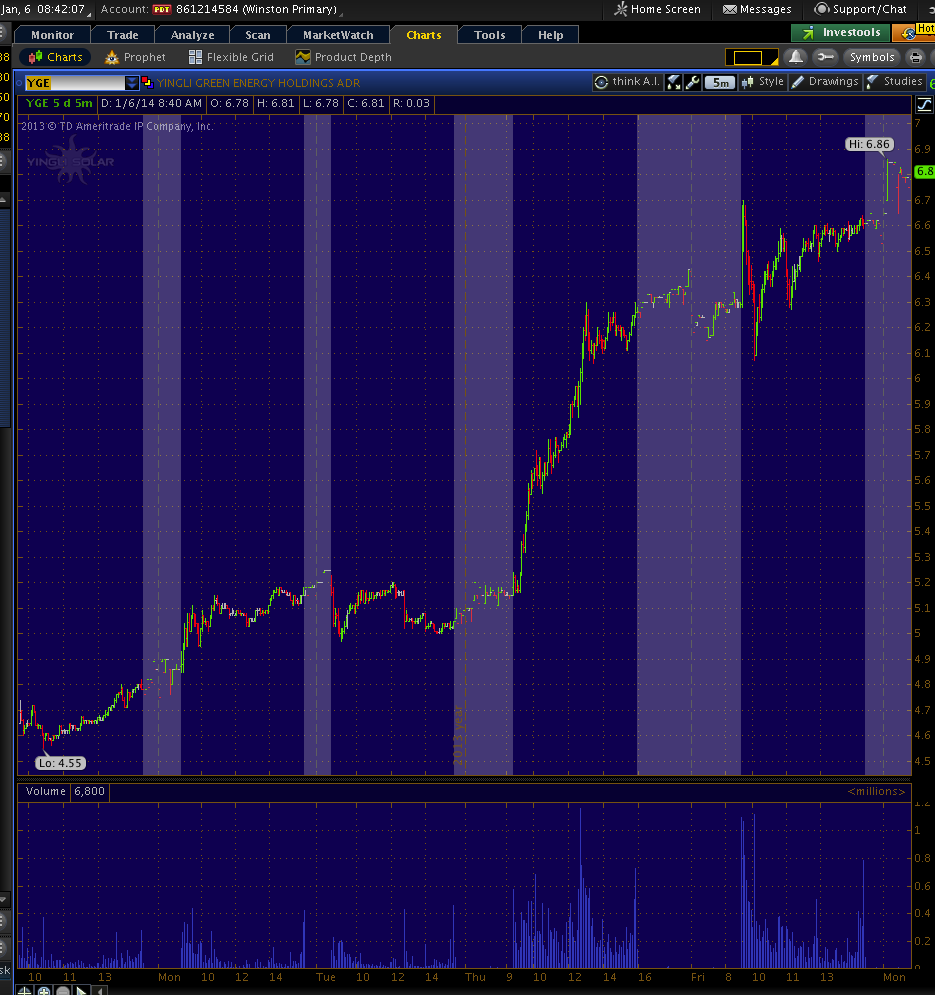 Jan, 6 08:42:07 Account: PDT 861214584 (Winston Primary) Home Screen Messages Support/Chat
Monitor Trade Analyze Scan MarketWatch Charts Tools Help Investools Hot
Charts Prophet Flexible Grid Product Depth Symbols
YGE YINGLI GREEN ENERGY HOLDINGS ADR think A.I. 5m Style Drawings Studies
YGE 5 d 5m D: 1/6/14 8:40 AM O: 6.78 H: 6.81 L: 6.78 C: 6.81 R: 0.03
2013 © TD Ameritrade IP Company, Inc.
YINGLI SOLAR
7
Hi: 6.86
6.9
6.8
6.7
6.6
6.5
6.4
6.3
6.2
6.1
6
5.9
5.8
5.7
5.6
5.5
5.4
5.3
5.2
5.1
5
4.9
4.8
4.7
2013 year
4.6
Lo: 4.55
4.5
Volume 6,800 <millions>
1.2
1
0.8
0.6
0.4
0.2
0
10 11 13 Mon 10 12 14 Tue 10 12 14 Thu 9 10 12 14 16 Fri 8 10 11 13 Mon